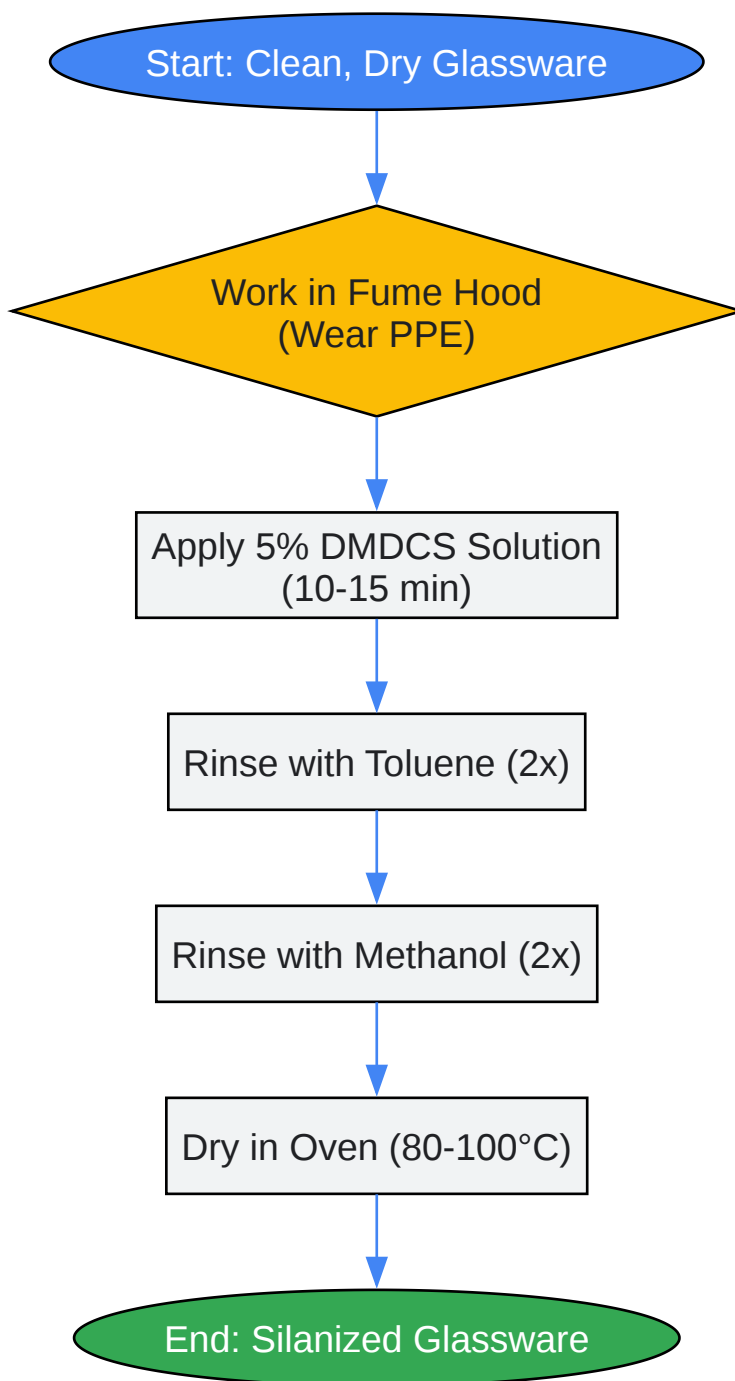 Start: Clean, Dry Glassware
Work in Fume Hood
(Wear PPE)
Apply 5% DMDCS Solution
(10-15 min)
Rinse with Toluene (2x)
Rinse with Methanol (2x)
Dry in Oven (80-100°C)
End: Silanized Glassware